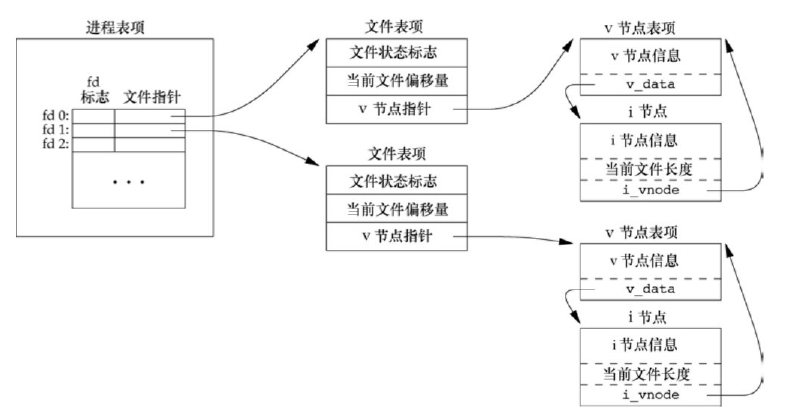 进程表项
fd
标志 文件指针
fd 0:
fd 1:
fd 2:
• • •
文件表项
文件状态标志
当前文件偏移量
v 节点指针
文件表项
文件状态标志
当前文件偏移量
v 节点指针
v 节点表项
v 节点信息
v_data
i 节点
i 节点信息
当前文件长度
i_vnode
v 节点表项
v 节点信息
v_data
i 节点
i 节点信息
当前文件长度
i_vnode